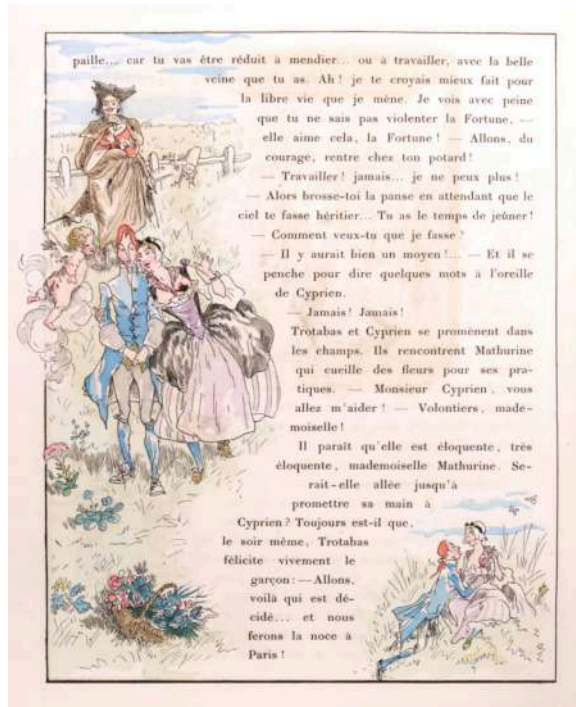 paille... car tu vas être réduit à mendier... ou à travailler, avec la belle
veine que tu as. Ah ! je te croyais mieux fait pour
la libre vie que je mène. Je vois avec peine
que tu ne sais pas violenter la Fortune, —
elle aime cela, la Fortune ! — Allons, du
courage, rentre chez ton potard !
— Travailler ! jamais... je ne peux plus !
— Alors brosse-toi la panse en attendant que le
ciel te fasse hériter... Tu as le temps de jeûner !
— Comment veux-tu que je fasse ?
— Il y aurait bien un moyen !... — Et il se
penche pour dire quelques mots à l'oreille
de Cyprien.
— Jamais ! Jamais !
Trotabas et Cyprien se promènent dans
les champs. Ils rencontrent Mathurine
qui cueille des fleurs pour ses pra-
tiques. — Monsieur Cyprien, vous
allez m'aider ! — Volontiers, made-
moiselle !
Il paraît qu'elle est éloquente, très
éloquente, mademoiselle Mathurine. Se-
rait-elle allée jusqu'à
promettre sa main à
Cyprien ? Toujours est-il que,
le soir même, Trotabas
félicite vivement le
garçon : — Allons,
voilà qui est dé-
cidé... et nous
ferons la noce à
Paris !